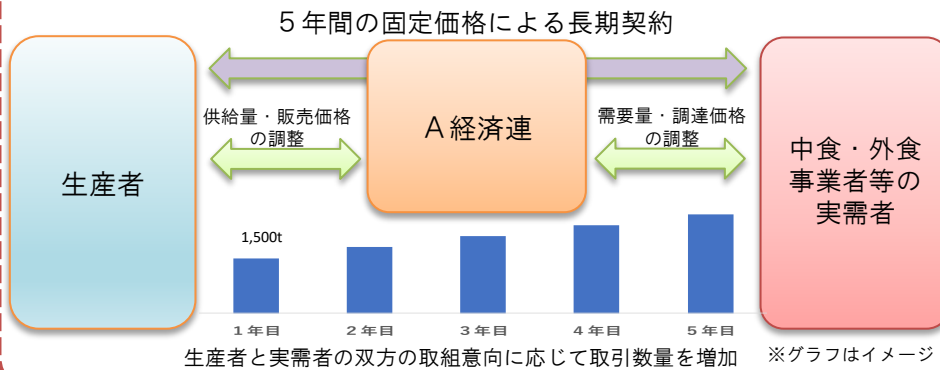 ５年間の固定価格による長期契約
生産者
供給量・販売価格
の調整
Ａ経済連
需要量・調達価格
の調整
中食・外食
事業者等の
実需者
1,500t
１年目
２年目
３年目
４年目
５年目
生産者と実需者の双方の取組意向に応じて取引数量を増加
※グラフはイメージ